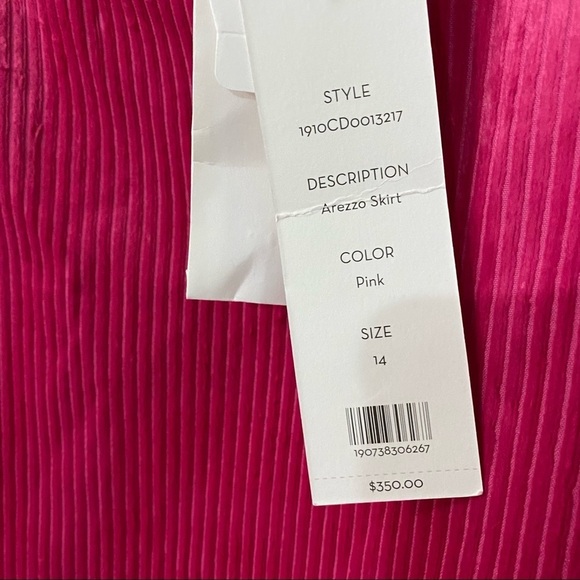 STYLE
1910CD0013217
DESCRIPTION
Arezzo Skirt
COLOR
Pink
SIZE
14
190738306267
$350.00